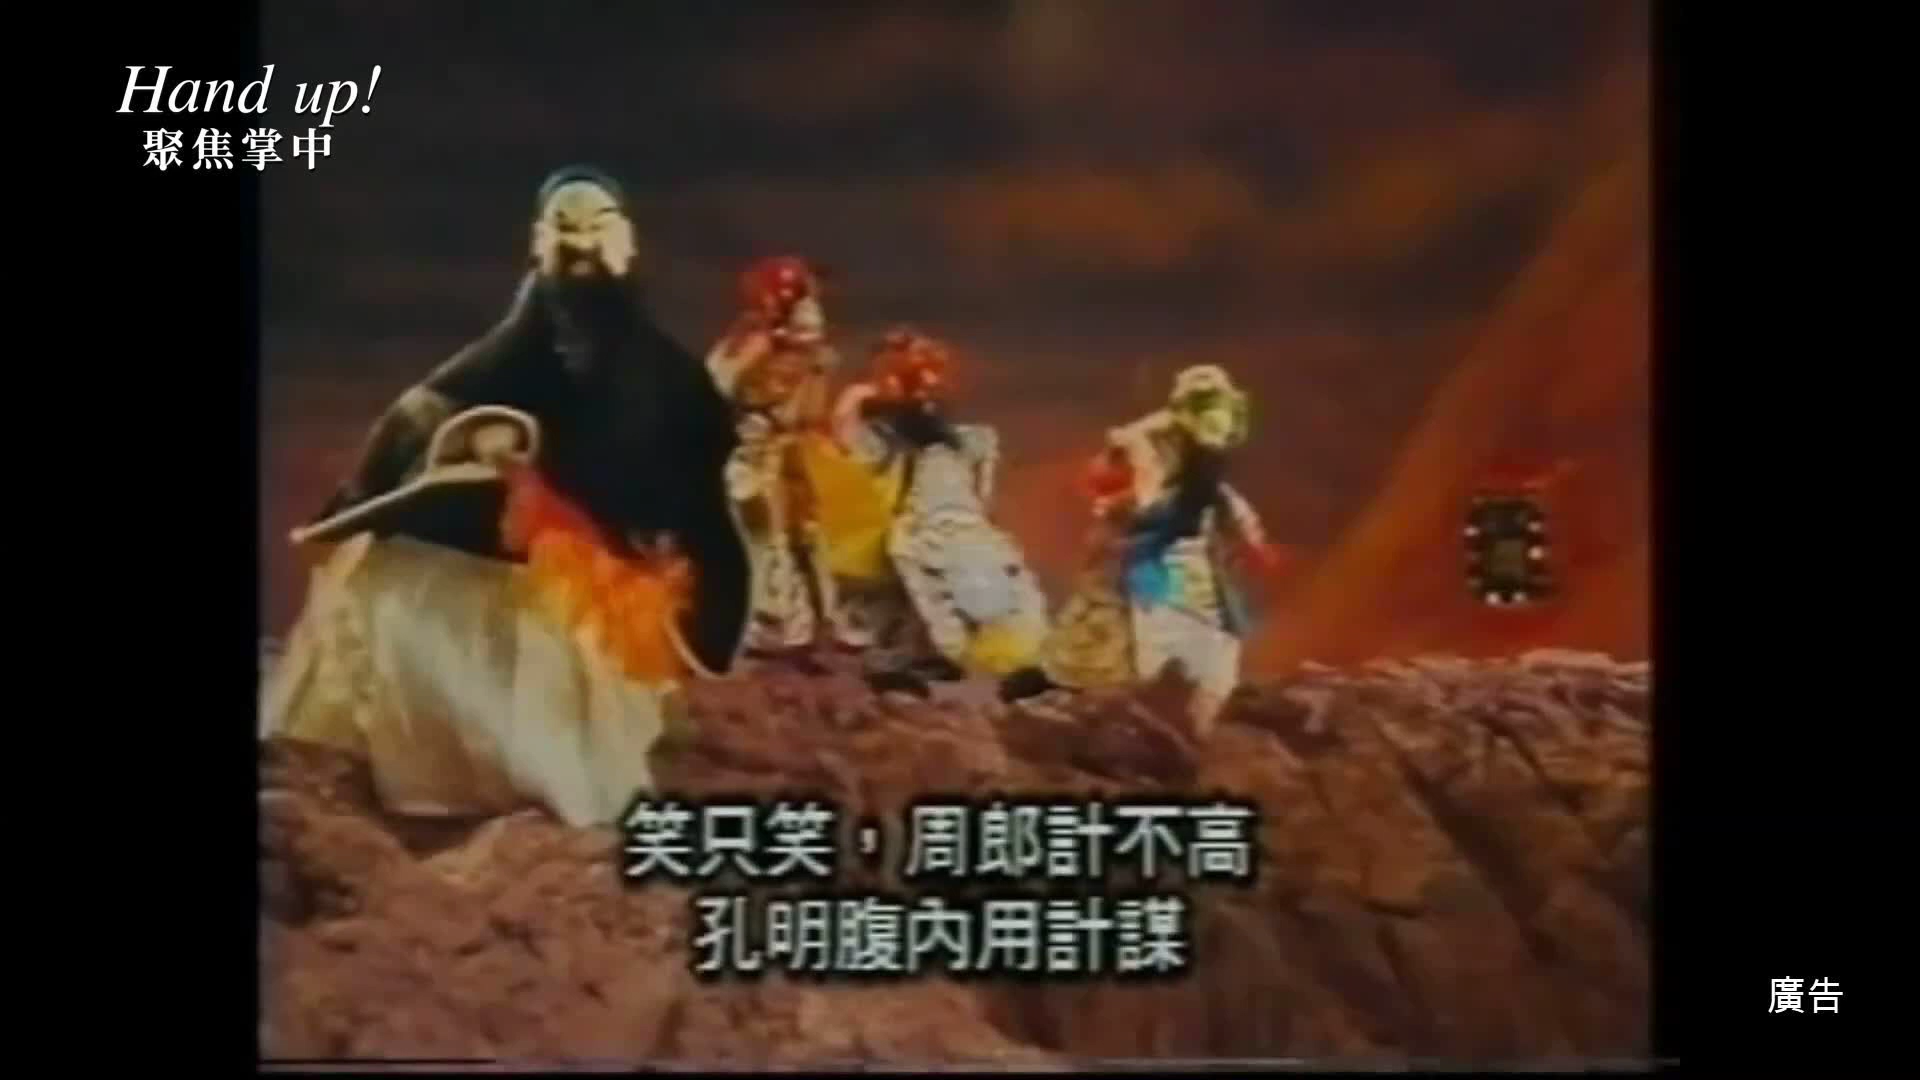 Hand up!
聚焦掌中
笑只笑，周郎計不高
孔明腹內用計謀
廣告